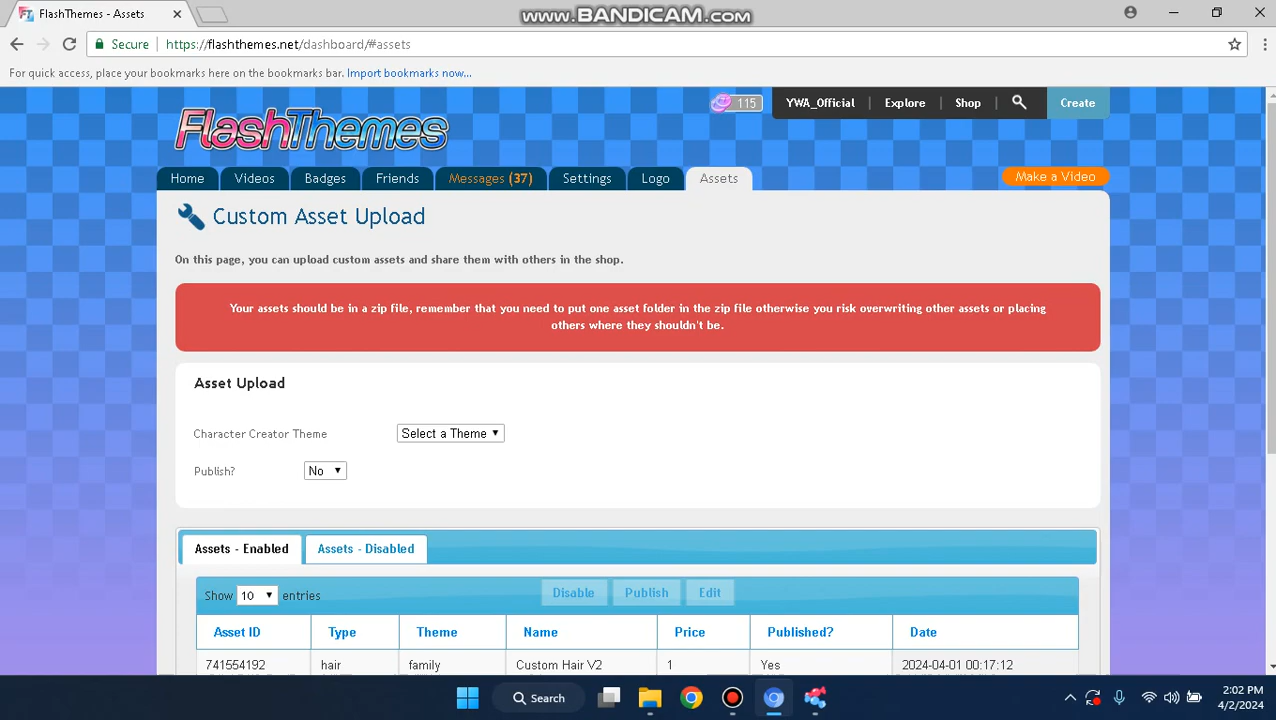 FlashThemes - Assets
www.BANDICAM.com
Secure
https://flashthemes.net/dashboard/#assets
For quick access, place your bookmarks here on the bookmarks bar. Import bookmarks now...
FlashThemes
115
YWA_Official
Explore
Shop
Create
Home
Videos
Badges
Friends
Messages (37)
Settings
Logo
Assets
Make a Video
Custom Asset Upload
On this page, you can upload custom assets and share them with others in the shop.
Your assets should be in a zip file, remember that you need to put one asset folder in the zip file otherwise you risk overwriting other assets or placing
others where they shouldn't be.
Asset Upload
Character Creator Theme
Select a Theme
Publish?
No
Assets - Enabled
Assets - Disabled
Show 10 entries
Disable
Publish
Edit
Asset ID
Type
Theme
Name
Price
Published?
Date
741554192
hair
family
Custom Hair V2
1
Yes
2024-04-01 00:17:12
Search
2:02 PM
4/2/2024